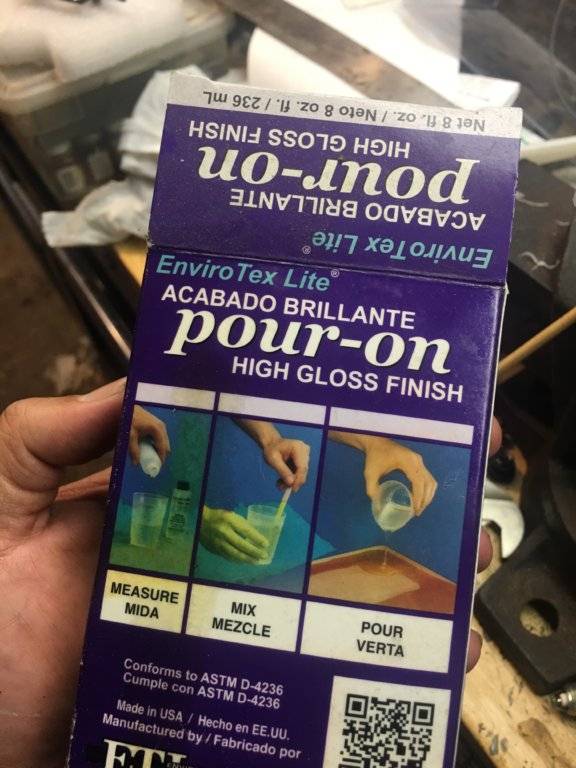 Net 8 fl. oz. / Neto 8 oz. fl. / 236 mL
HIGH GLOSS FINISH
pour-on
ACABADO BRILLANTE
EnviroTex Lite®
EnviroTex Lite®
ACABADO BRILLANTE
pour-on
HIGH GLOSS FINISH
MEASURE
MIDA
MIX
MEZCLE
POUR
VERTA
Conforms to ASTM D-4236
Cumple con ASTM D-4236
Made in USA / Hecho en EE.UU.
Manufactured by / Fabricado por
ETI